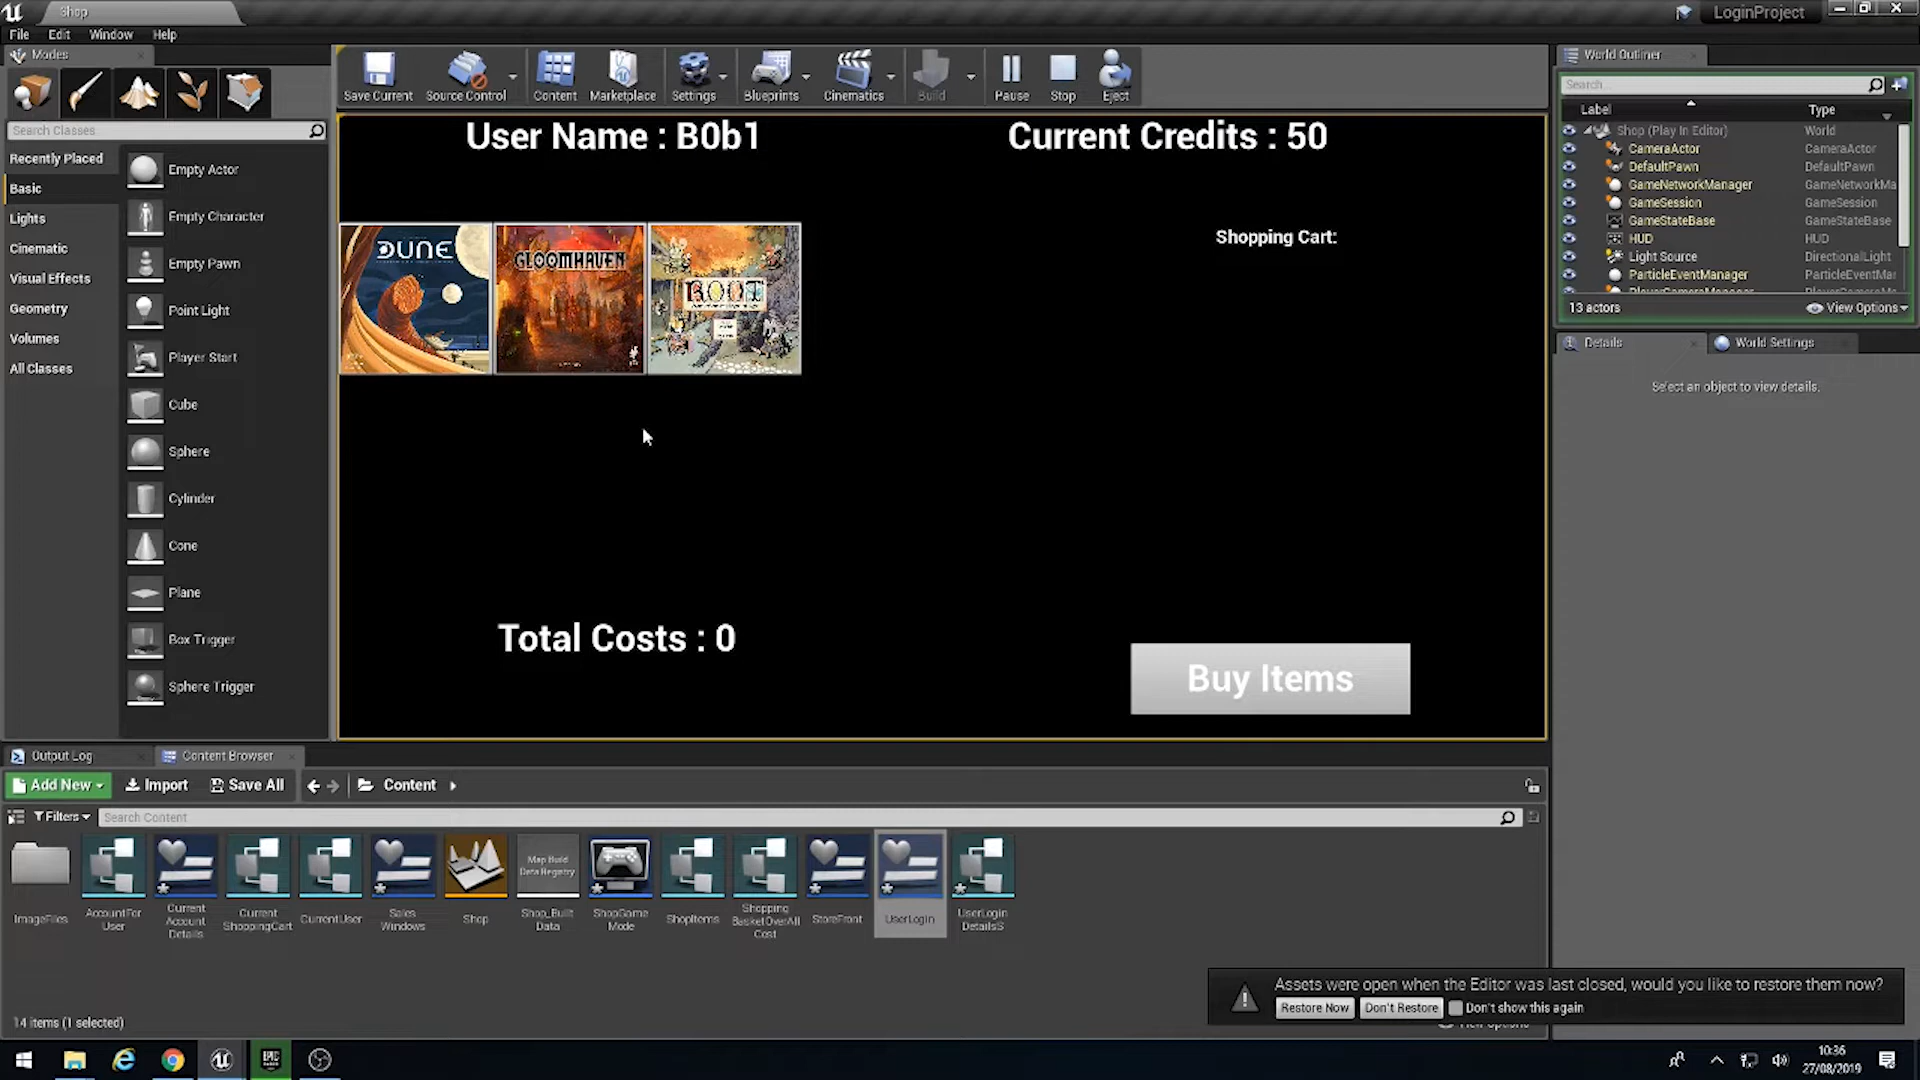 Shop
LoginProject
File Edit Window Help
Modes
Search Classes
Recently Placed
Basic
Lights
Cinematic
Visual Effects
Geometry
Volumes
All Classes
Empty Actor
Empty Character
Empty Pawn
Point Light
Player Start
Cube
Sphere
Cylinder
Cone
Plane
Box Trigger
Sphere Trigger
Save Current
Source Control
Content
Marketplace
Settings
Blueprints
Cinematics
Build
Pause
Stop
Eject
User Name : B0b1
Current Credits : 50
DUNE
GLOOMHAVEN
ROOT
Shopping Cart:
Total Costs : 0
Buy Items
World Outliner
Search...
Label Type
Shop (Play In Editor) World
CameraActor CameraActor
DefaultPawn DefaultPawn
GameNetworkManager GameNetworkMa
GameSession GameSession
GameStateBase GameStateBase
HUD HUD
Light Source DirectionalLight
ParticleEventManager ParticleEventMar
13 actors
View Options
Details
World Settings
Select an object to view details.
Output Log
Content Browser
Add New
Import
Save All
Content
Filters
Search Content
ImageFiles
AccountFor
User
Current
Account
Details
Current
ShoppingCart
CurrentUser
Sales
Windows
Shop
Map Build
Data Registry
Shop_Built
Data
ShopGame
Mode
ShopItems
Shopping
BasketOverAll
Cost
StoreFront
UserLogin
UserLogin
DetailsS
14 items (1 selected)
Assets were open when the Editor was last closed, would you like to restore them now?
Restore Now
Don't Restore
Don't show this again
EPIC
GAMES
10:36
27/08/2019